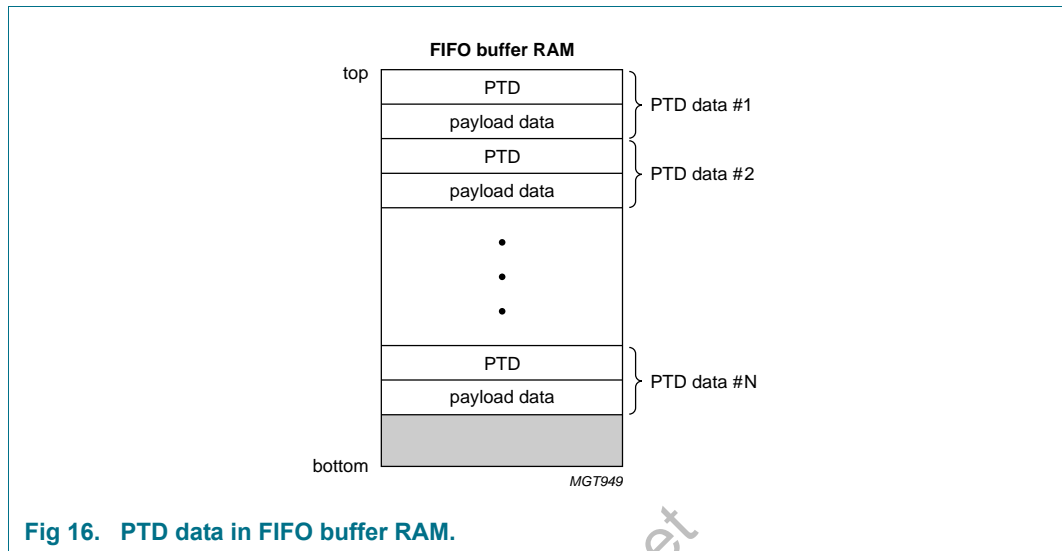 FIFO buffer RAM
top
PTD
payload data
PTD data #1
PTD
payload data
PTD data #2
PTD
payload data
PTD data #N
bottom
MGT949
Fig 16. PTD data in FIFO buffer RAM.
et